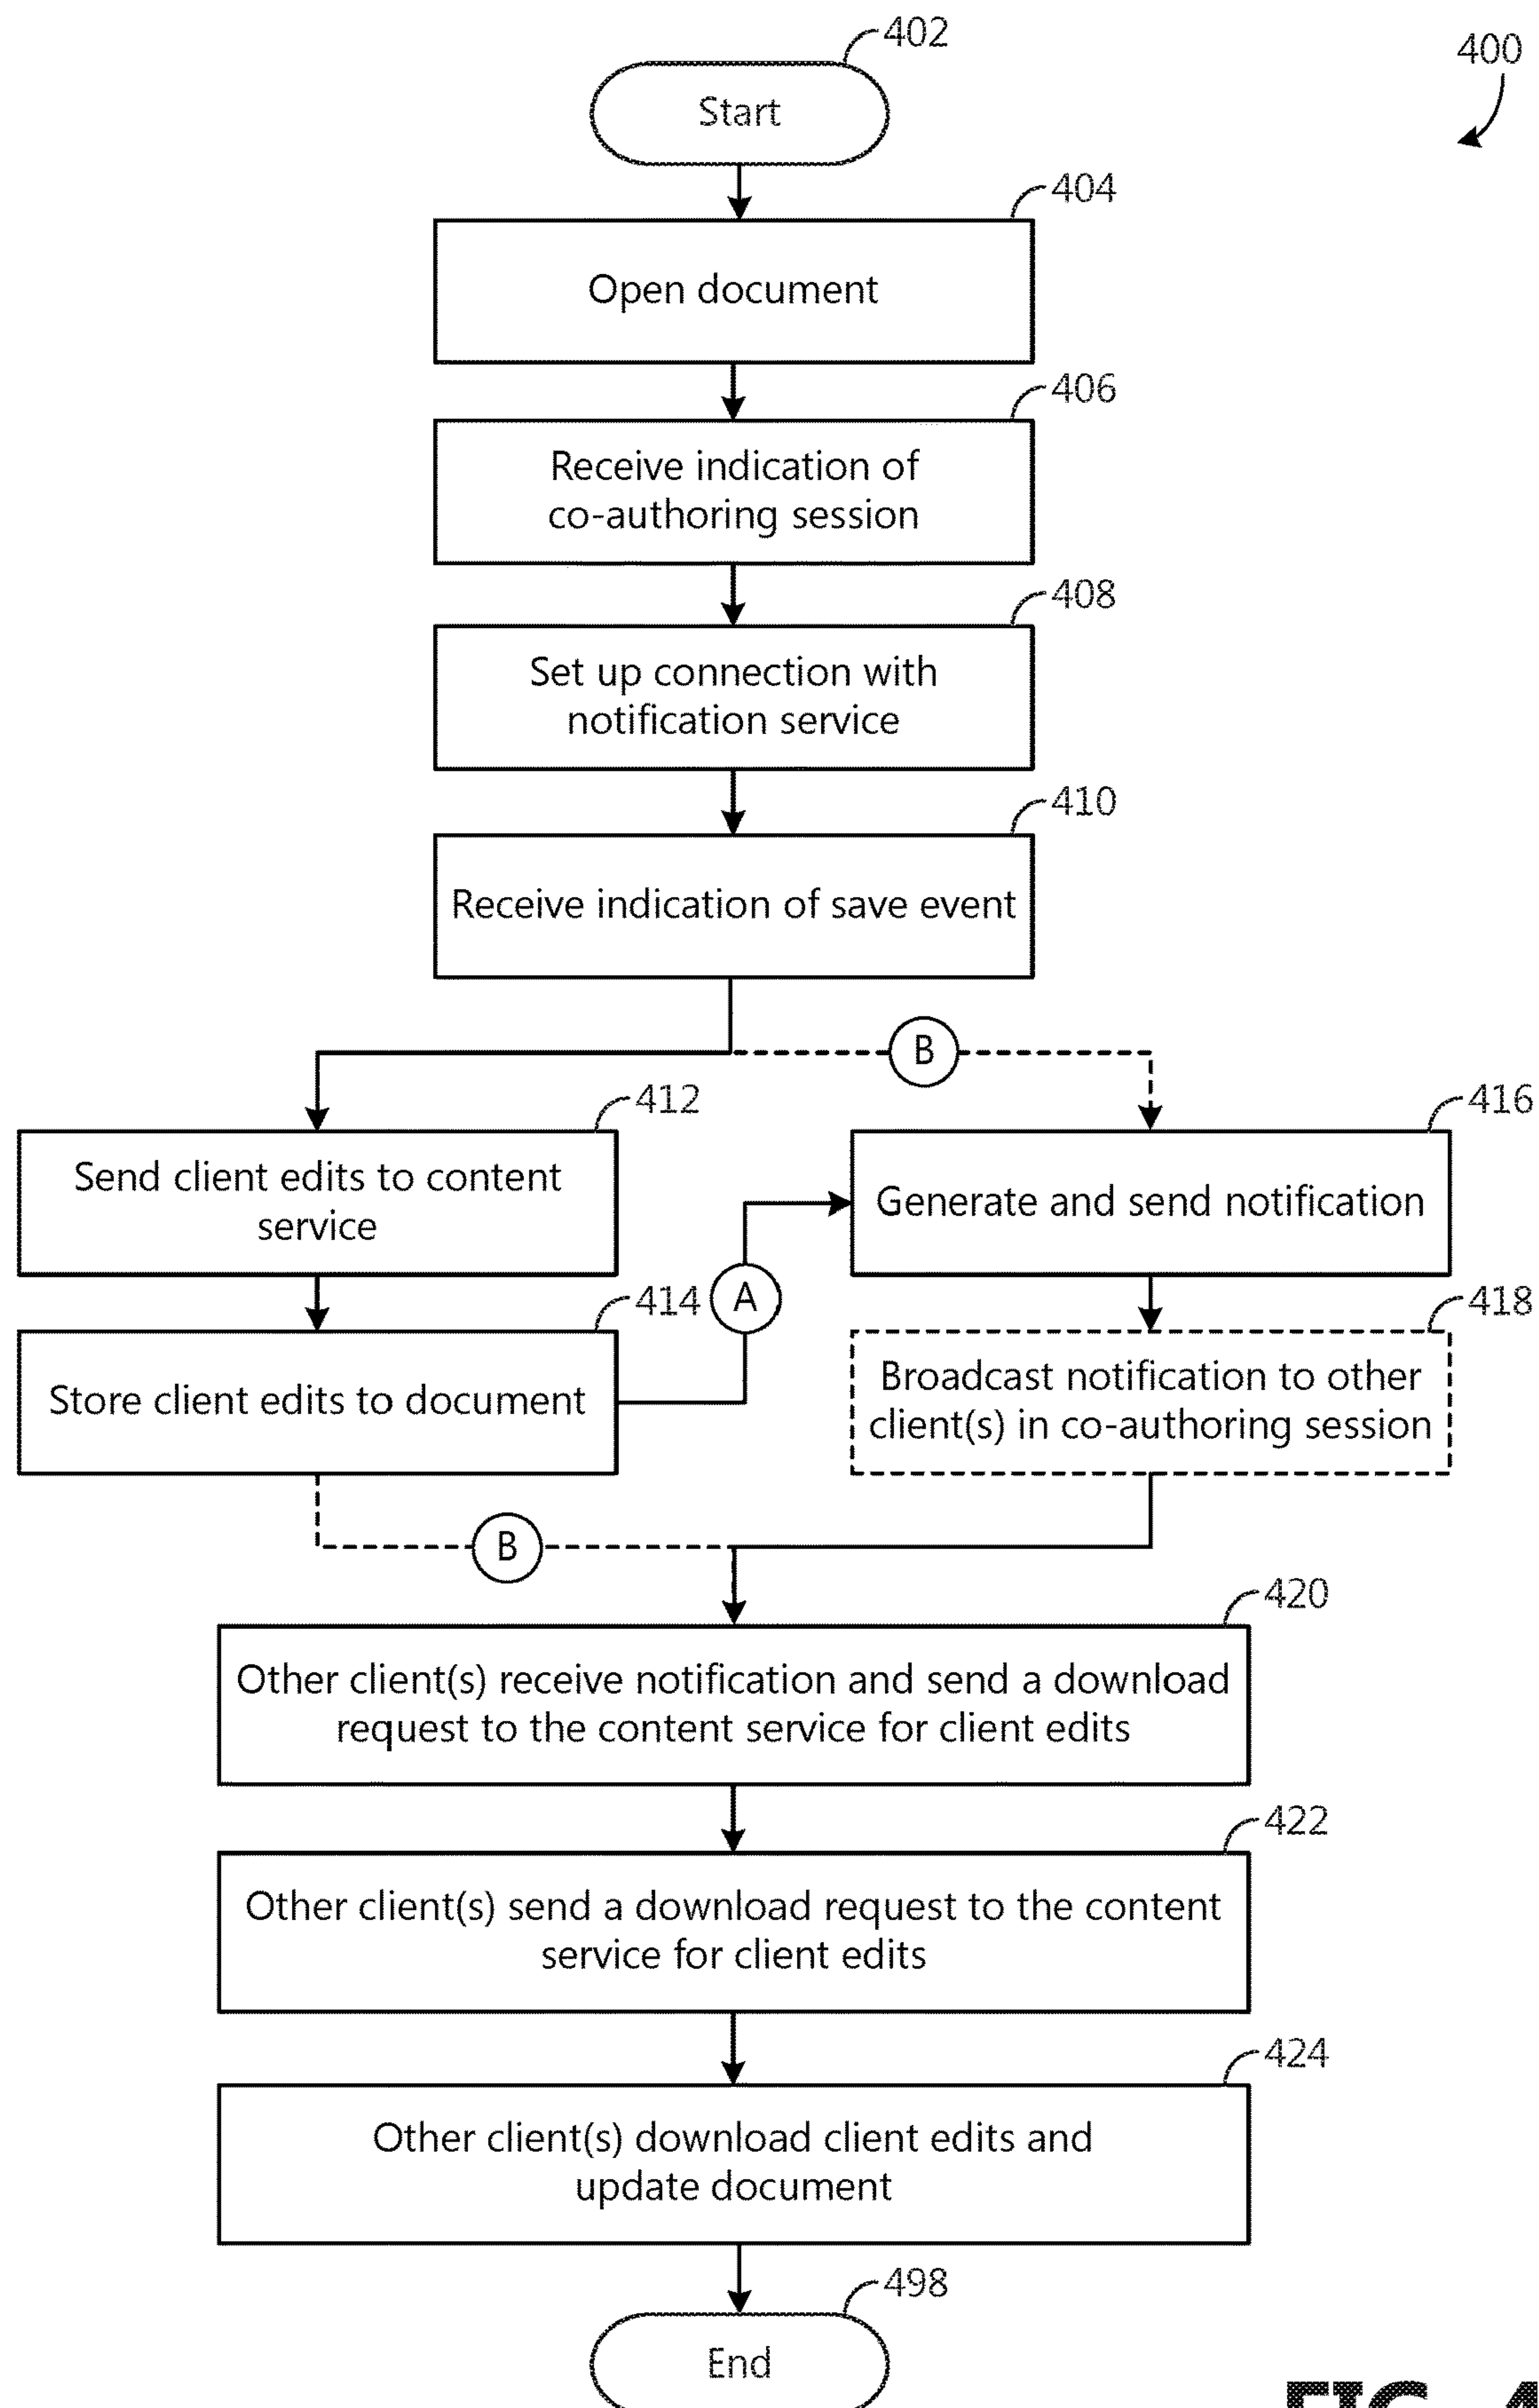 402
400
Start
404
Open document
406
Receive indication of
co-authoring session
408
Set up connection with
notification service
410
Receive indication of save event
B
412
416
Send client edits to content
service
Generate and send notification
A
414
418
Store client edits to document
Broadcast notification to other
client(s) in co-authoring session
B
420
Other client(s) receive notification and send a download
request to the content service for client edits
422
Other client(s) send a download request to the content
service for client edits
424
Other client(s) download client edits and
update document
498
End
FIG. 4